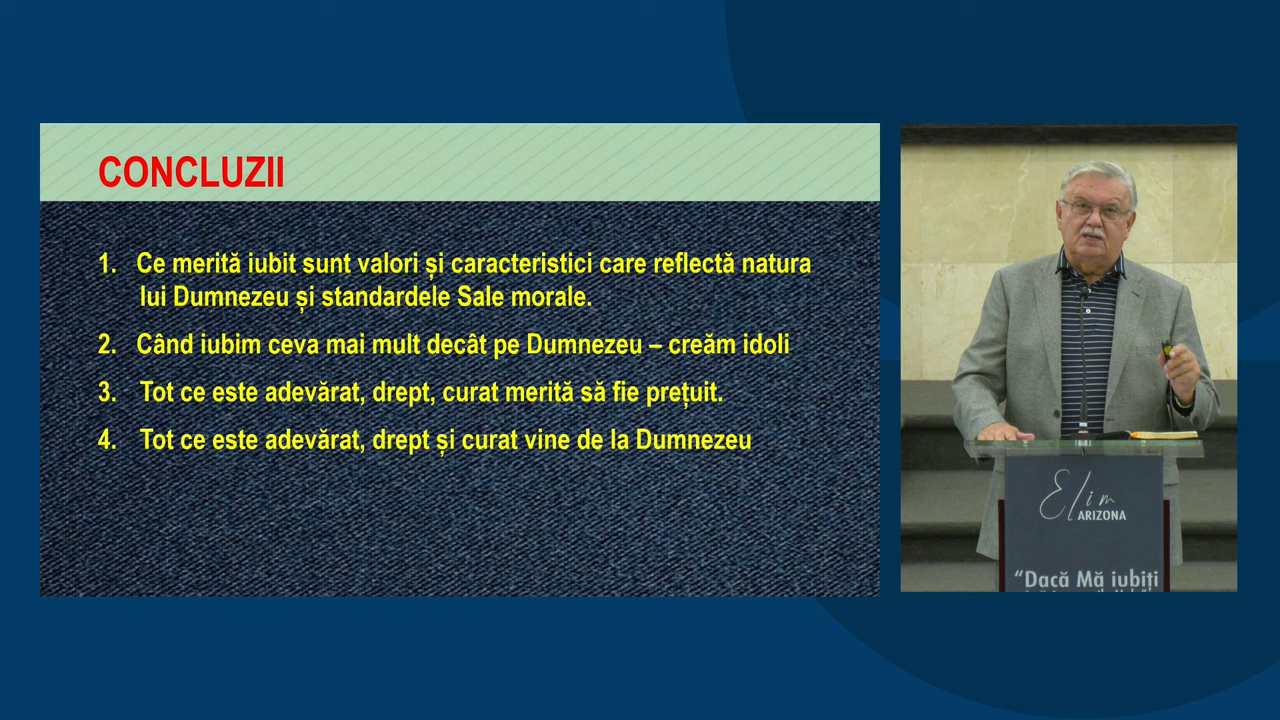 CONCLUZII
1. Ce merită iubit sunt valori și caracteristici care reflectă natura
lui Dumnezeu și standardele Sale morale.
2. Când iubim ceva mai mult decât pe Dumnezeu – creăm idoli
3. Tot ce este adevărat, drept, curat merită să fie prețuit.
4. Tot ce este adevărat, drept și curat vine de la Dumnezeu
Elim
ARIZONA
“Dacă Mă iubiți